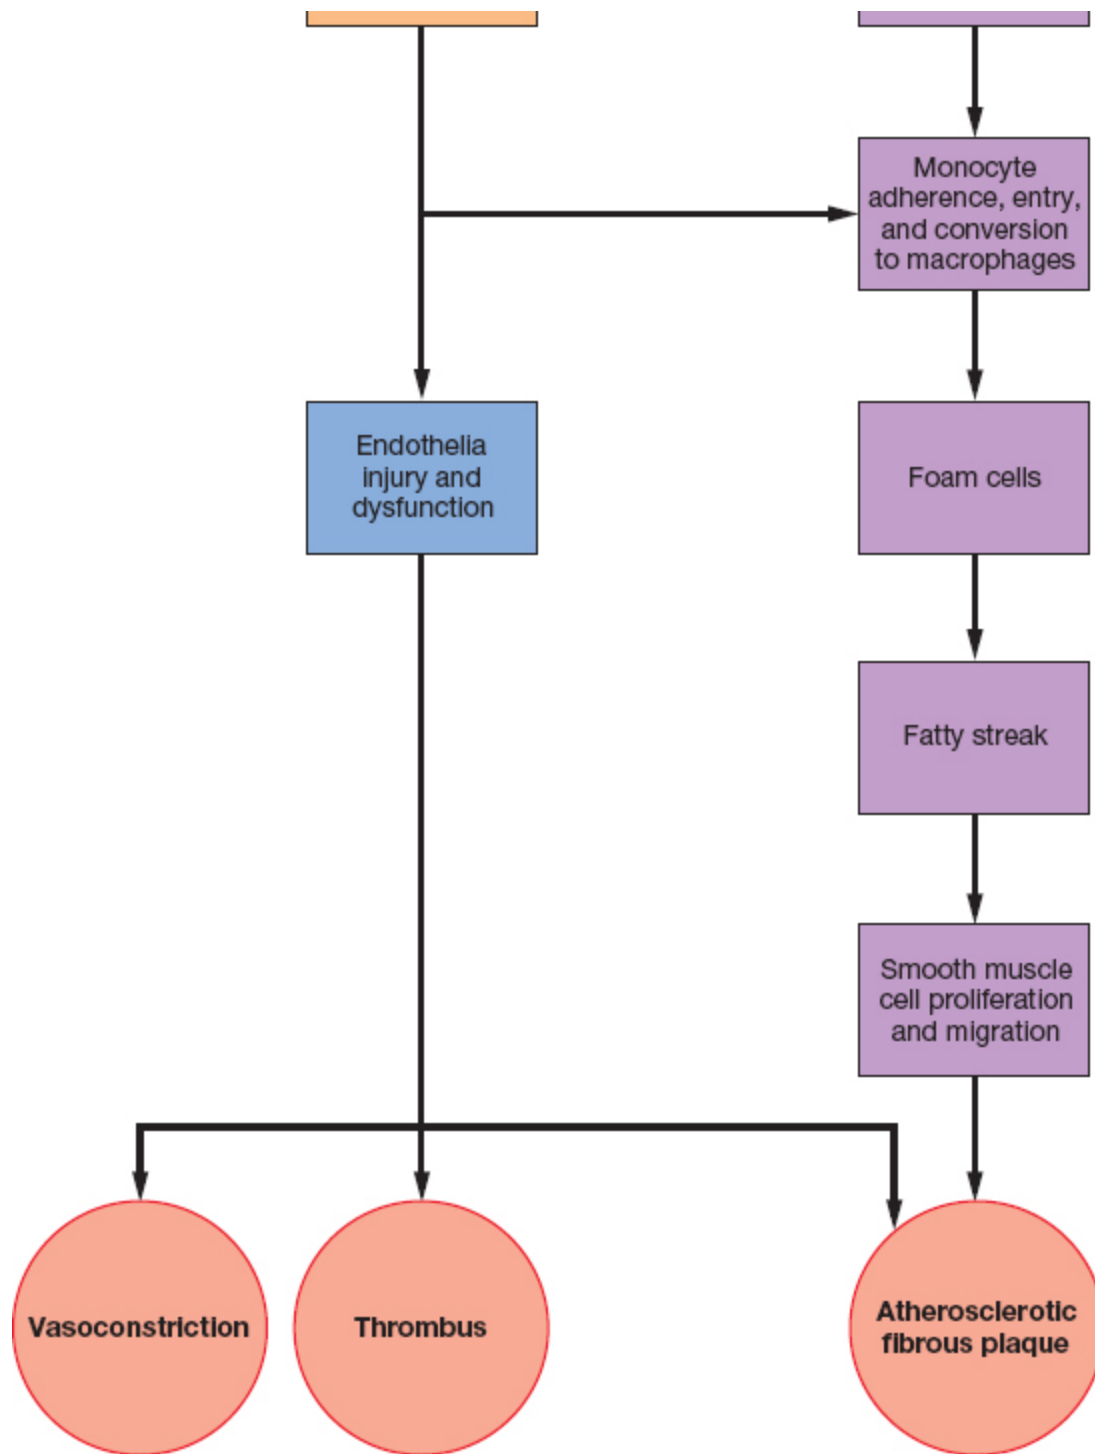 Monocyte
adherence, entry,
and conversion
to macrophages
Endothelia
injury and
dysfunction
Foam cells
Fatty streak
Smooth muscle
cell proliferation
and migration
Vasoconstriction
Thrombus
Atherosclerotic
fibrous plaque